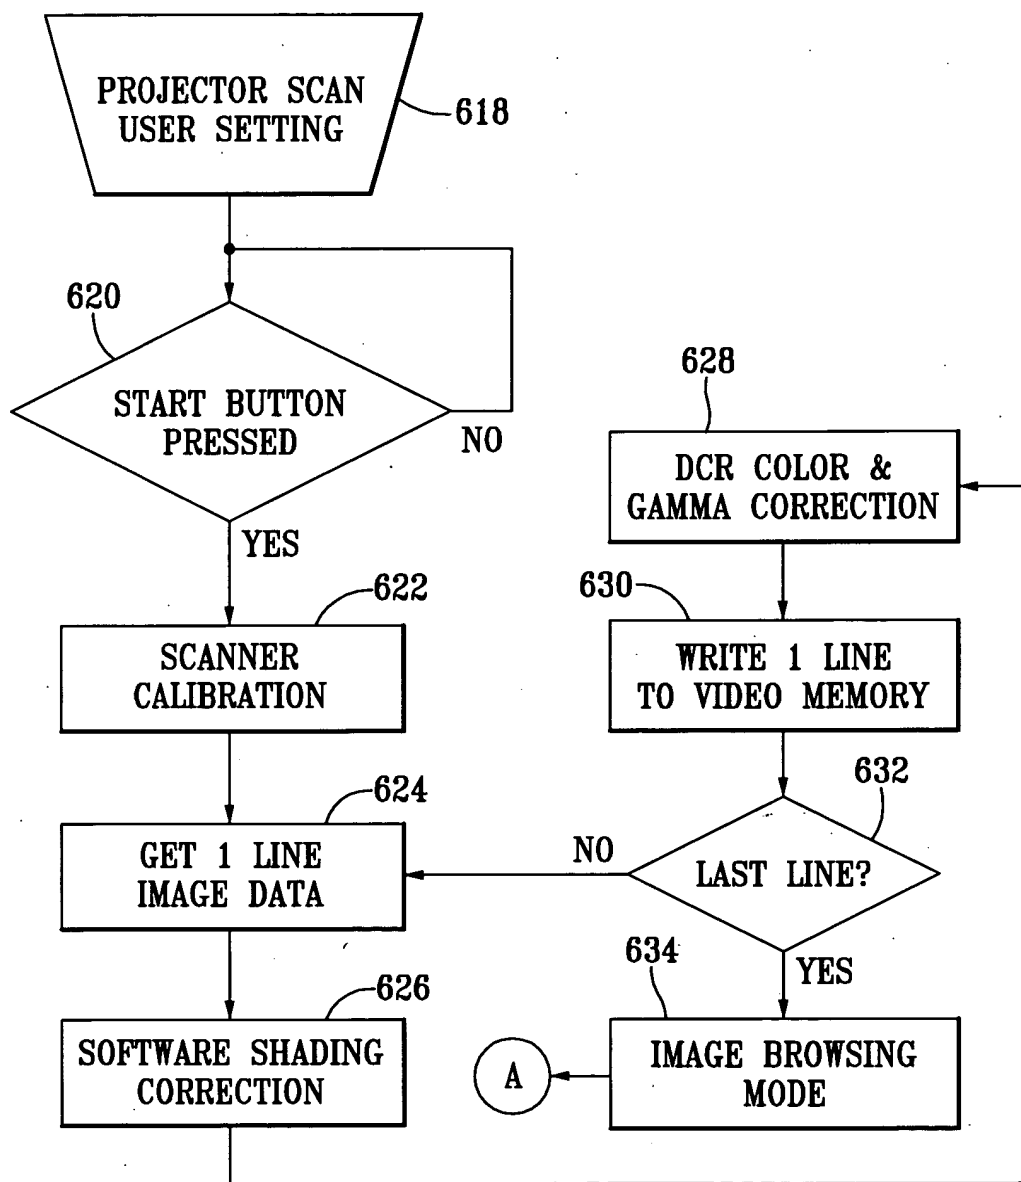 PROJECTOR SCAN
USER SETTING
618
620
START BUTTON
PRESSED
NO
YES
622
SCANNER
CALIBRATION
624
GET 1 LINE
IMAGE DATA
626
SOFTWARE SHADING
CORRECTION
628
DCR COLOR &
GAMMA CORRECTION
630
WRITE 1 LINE
TO VIDEO MEMORY
632
LAST LINE?
NO
YES
634
IMAGE BROWSING
MODE
A